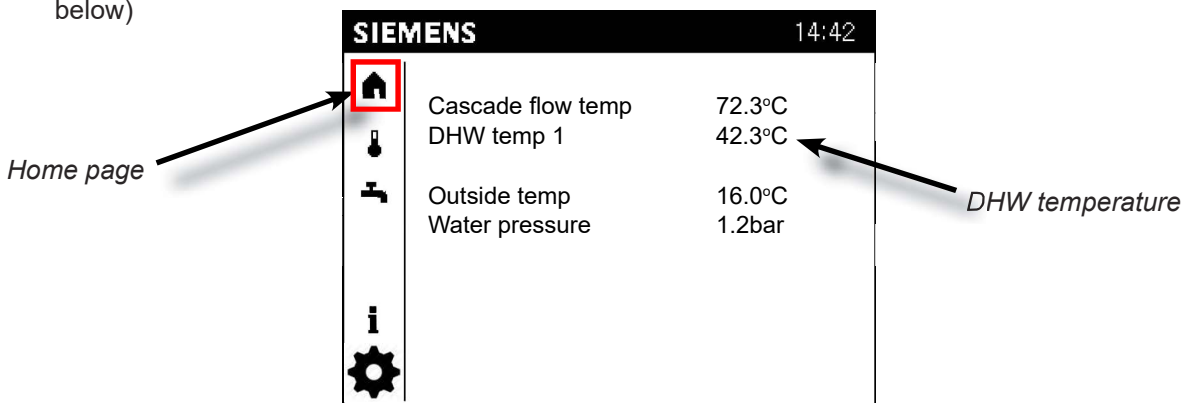 below)
SIEMENS 14:42
Cascade flow temp 72.3°C
DHW temp 1 42.3°C
Home page
Outside temp 16.0°C
DHW temperature
Water pressure 1.2bar
i